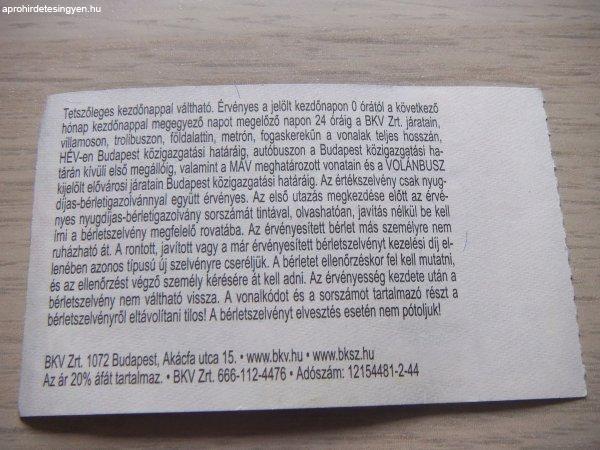 aprohirdetesingyen.hu
Tetszőleges kezdőnappal váltható. Érvényes a jelölt kezdőnapon 0 órától a következő
hónap kezdőnappal megegyező napot megelőző napon 24 óráig a BKV Zrt. járatain,
villamoson, trolibuszon, földalattin, metrón, fogaskerekűn a vonalak teljes hosszán,
HÉV-en Budapest közigazgatási határáig, autóbuszon a Budapest közigazgatási ha-
tárán kívüli első megállóig, valamint a MÁV meghatározott vonatain és a VOLÁNBUSZ
kijelölt elővárosi járatain Budapest közigazgatási határáig. Az értékszelvény csak nyug-
díjas-bérletigazolvánnyal együtt érvényes. Az első utazás megkezdése előtt az érvé-
nyes nyugdíjas-bérletigazolvány sorszámát tintával, olvashatóan, javítás nélkül be kell
írni a bérletszelvény megfelelő rovatába. Az érvényesített bérlet más személyre nem
ruházható át. A rontott, javított vagy a már érvényesített bérletszelvényt kezelési díj el-
lenében azonos típusú új szelvényre cseréljük. A bérletet ellenőrzéskor fel kell mutatni,
és az ellenőrzést végző személy kérésére át kell adni. Az érvényesség kezdete után a
bérletszelvény nem váltható vissza. A vonalkódot és a sorszámot tartalmazó részt a
bérletszelvényről eltávolítani tilos! A bérletszelvényt elvesztés esetén nem pótoljuk!
BKV Zrt. 1072 Budapest, Akácfa utca 15. • www.bkv.hu • www.bksz.hu
Az ár 20% áfát tartalmaz. • BKV Zrt. 666-112-4476 • Adószám: 12154481-2-44